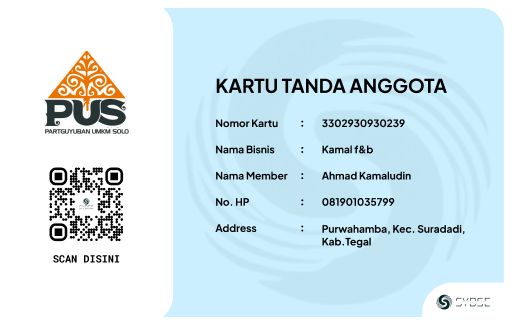 PUS
PARTGUYUBAN UMKM SOLO
SCAN DISINI
KARTU TANDA ANGGOTA
Nomor Kartu : 3302930930239
Nama Bisnis : Kamal f&b
Nama Member : Ahmad Kamaludin
No. HP : 081901035799
Address : Purwahamba, Kec. Suradadi,
Kab.Tegal
SYBSE